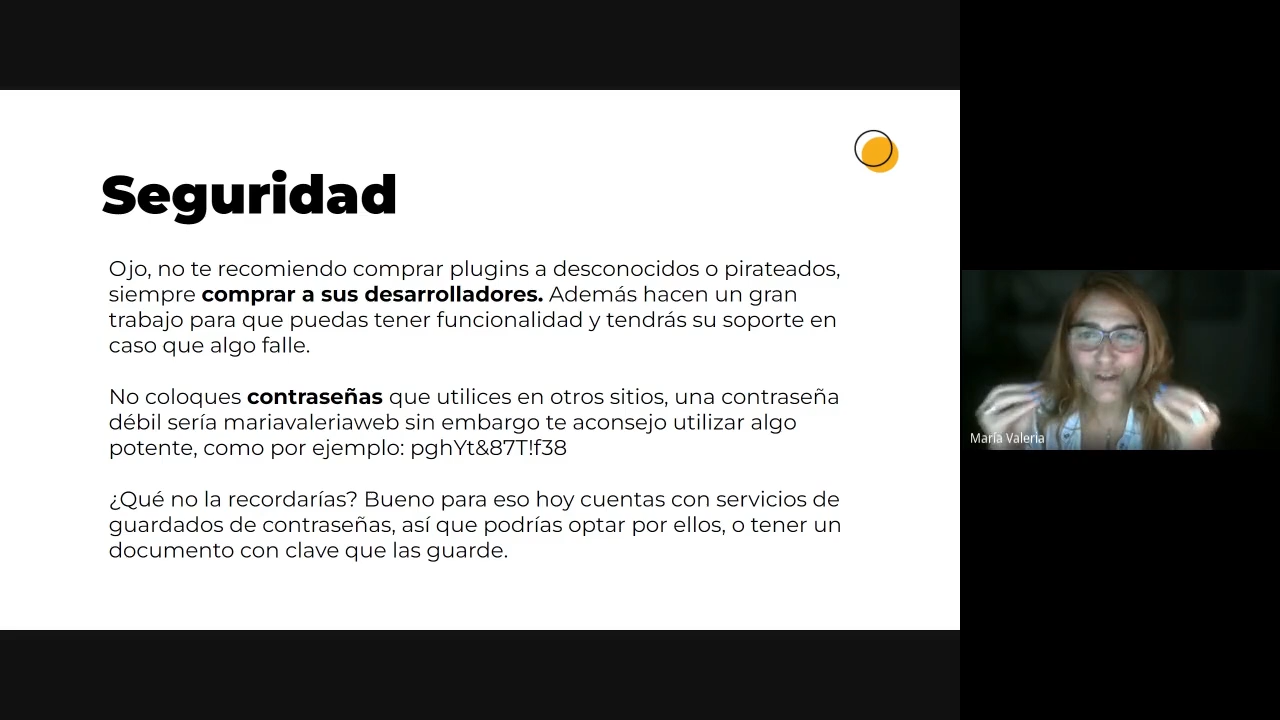 Seguridad
Ojo, no te recomiendo comprar plugins a desconocidos o pirateados,
siempre comprar a sus desarrolladores. Además hacen un gran
trabajo para que puedas tener funcionalidad y tendrás su soporte en
caso que algo falle.
No coloques contraseñas que utilices en otros sitios, una contraseña
débil sería mariavaleriaweb sin embargo te aconsejo utilizar algo
potente, como por ejemplo: pghYt&87T!f38
¿Qué no la recordarías? Bueno para eso hoy cuentas con servicios de
guardados de contraseñas, así que podrías optar por ellos, o tener un
documento con clave que las guarde.
María Valeria